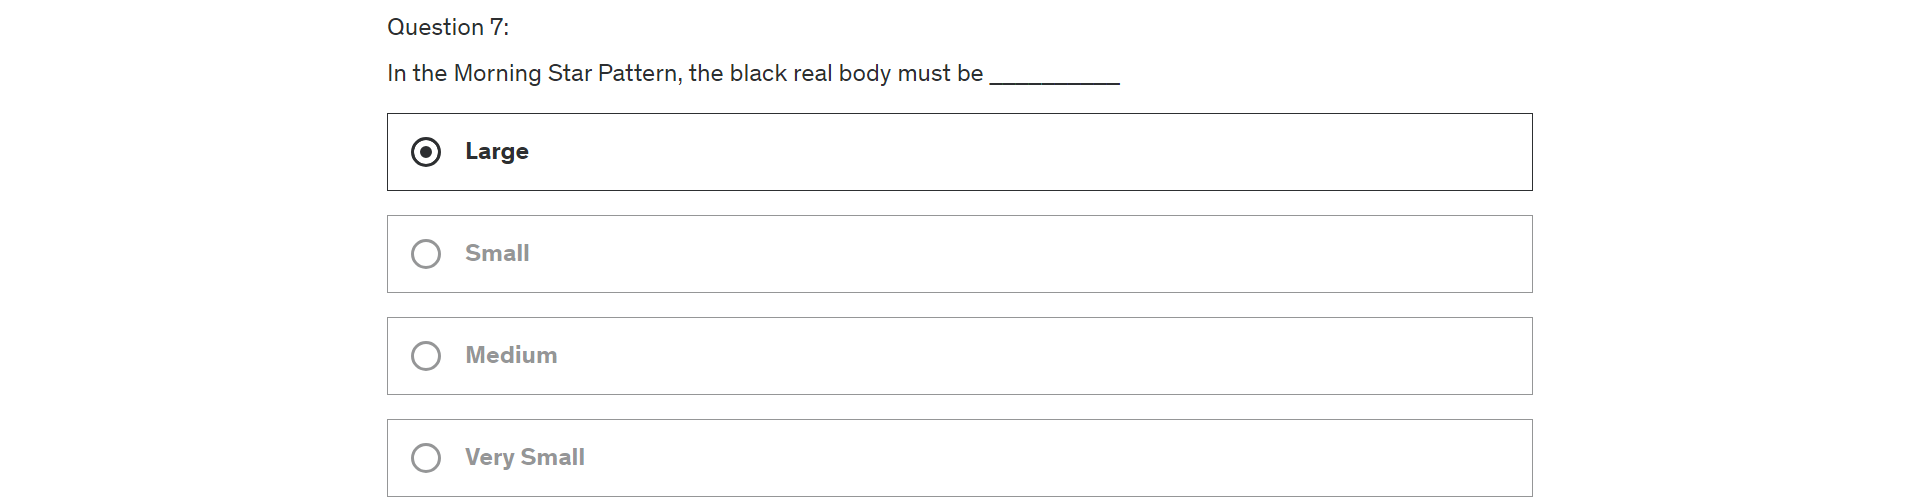 Question 7:
In the Morning Star Pattern, the black real body must be __________
Large
Small
Medium
Very Small